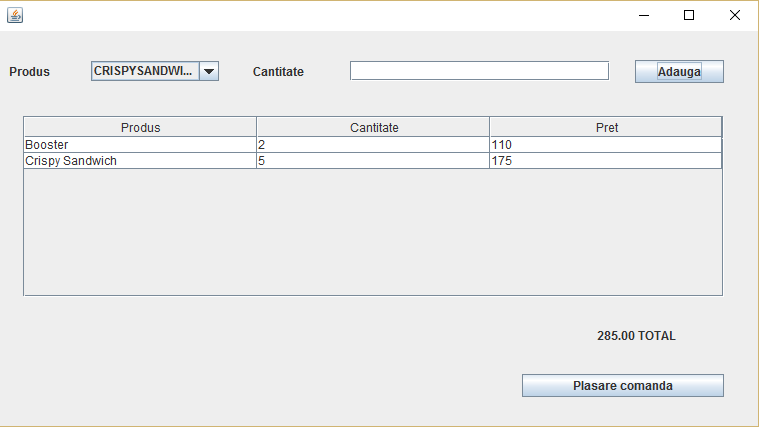 Produs CRISPYSANDWI... Cantitate Adauga
Produs Cantitate Pret
Booster 2 110
Crispy Sandwich 5 175
285.00 TOTAL
Plasare comanda